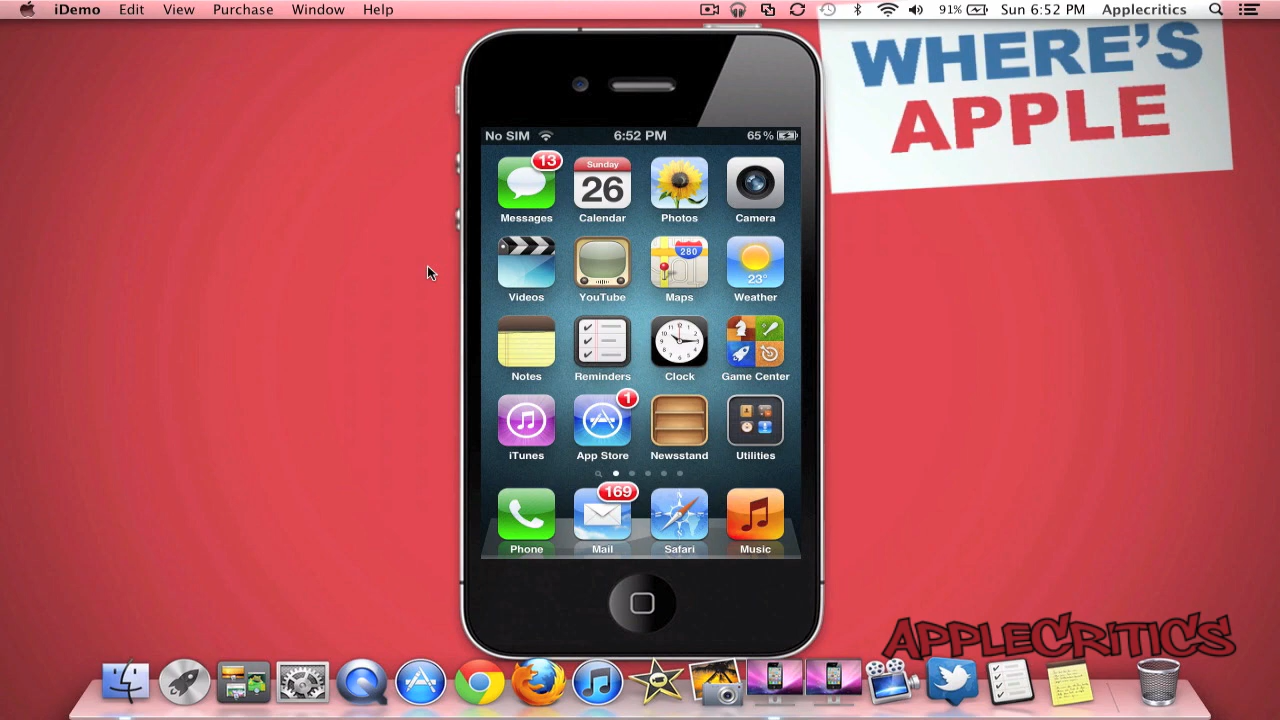 iDemo Edit View Purchase Window Help 91% Sun 6:52 PM Applecritics
WHERE'S
APPLE
No SIM 6:52 PM 65%
13
Sunday
26
280
Messages Calendar Photos Camera
23°
Videos YouTube Maps Weather
Notes Reminders Clock Game Center
1
iTunes App Store Newsstand Utilities
169
Phone Mail Safari Music
APPLECRITICS